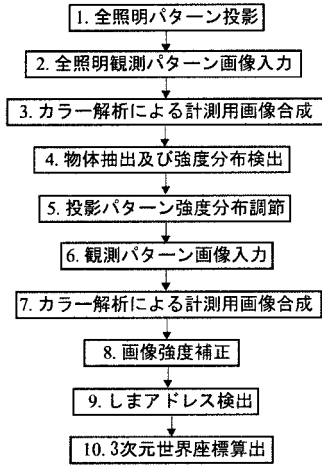 1. 全照明パターン投影
2. 全照明観測パターン画像入力
3. カラー解析による計測用画像合成
4. 物体抽出及び強度分布検出
5. 投影パターン強度分布調節
6. 観測パターン画像入力
7. カラー解析による計測用画像合成
8. 画像強度補正
9. しまアドレス検出
10. 3次元世界座標算出